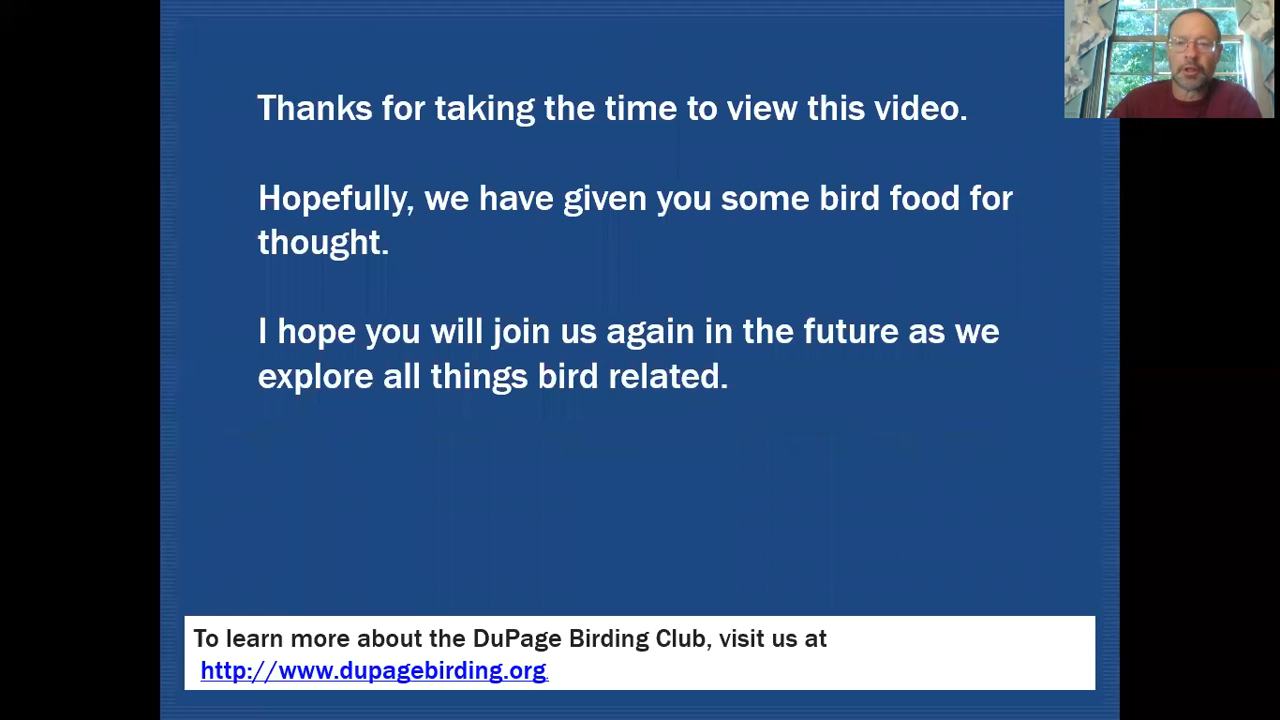 Thanks for taking the time to view this video.
Hopefully, we have given you some bird food for
thought.
I hope you will join us again in the future as we
explore all things bird related.
To learn more about the DuPage Birding Club, visit us at
http://www.dupagebirding.org